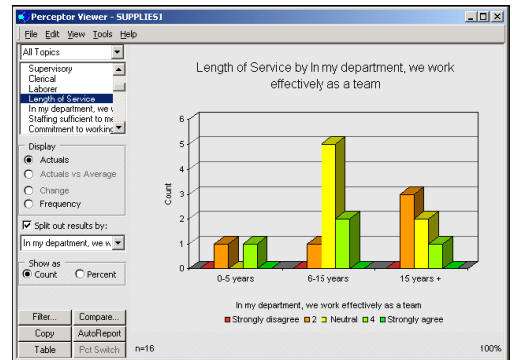 Perceptor Viewer - SUPPLIES1
File Edit View Tools Help
All Topics
Supervisory
Clerical
Laborer
Length of Service
In my department, we
Staffing sufficient to me
Commitment to working
Display
Actuals
Actuals vs Average
Change
Frequency
Split out results by:
In my department, we w
Show as
Count Percent
Filter... Compare...
Copy AutoReport
Table Pct Switch
Length of Service by In my department, we work
effectively as a team
Count
6
5
4
3
2
1
0
0-5 years 6-15 years 15 years +
In my department, we work effectively as a team
Strongly disagree 2 Neutral 4 Strongly agree
n=16 100%